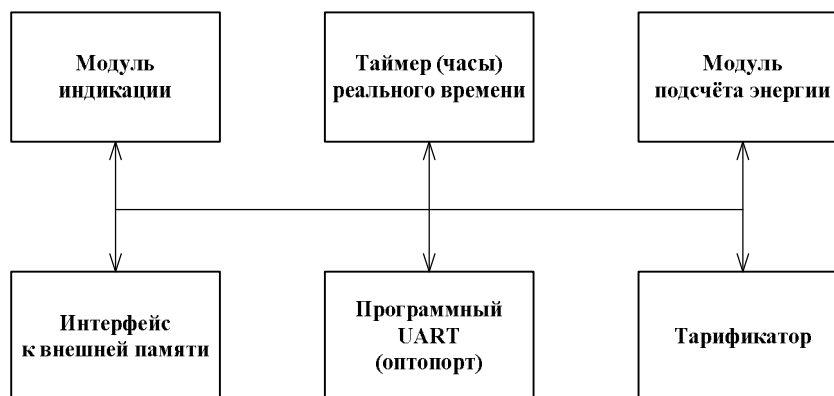 Модуль
индикации
Таймер (часы)
реального времени
Модуль
подсчёта энергии
Интерфейс
к внешней памяти
Программный
UART
(оптопорт)
Тарификатор